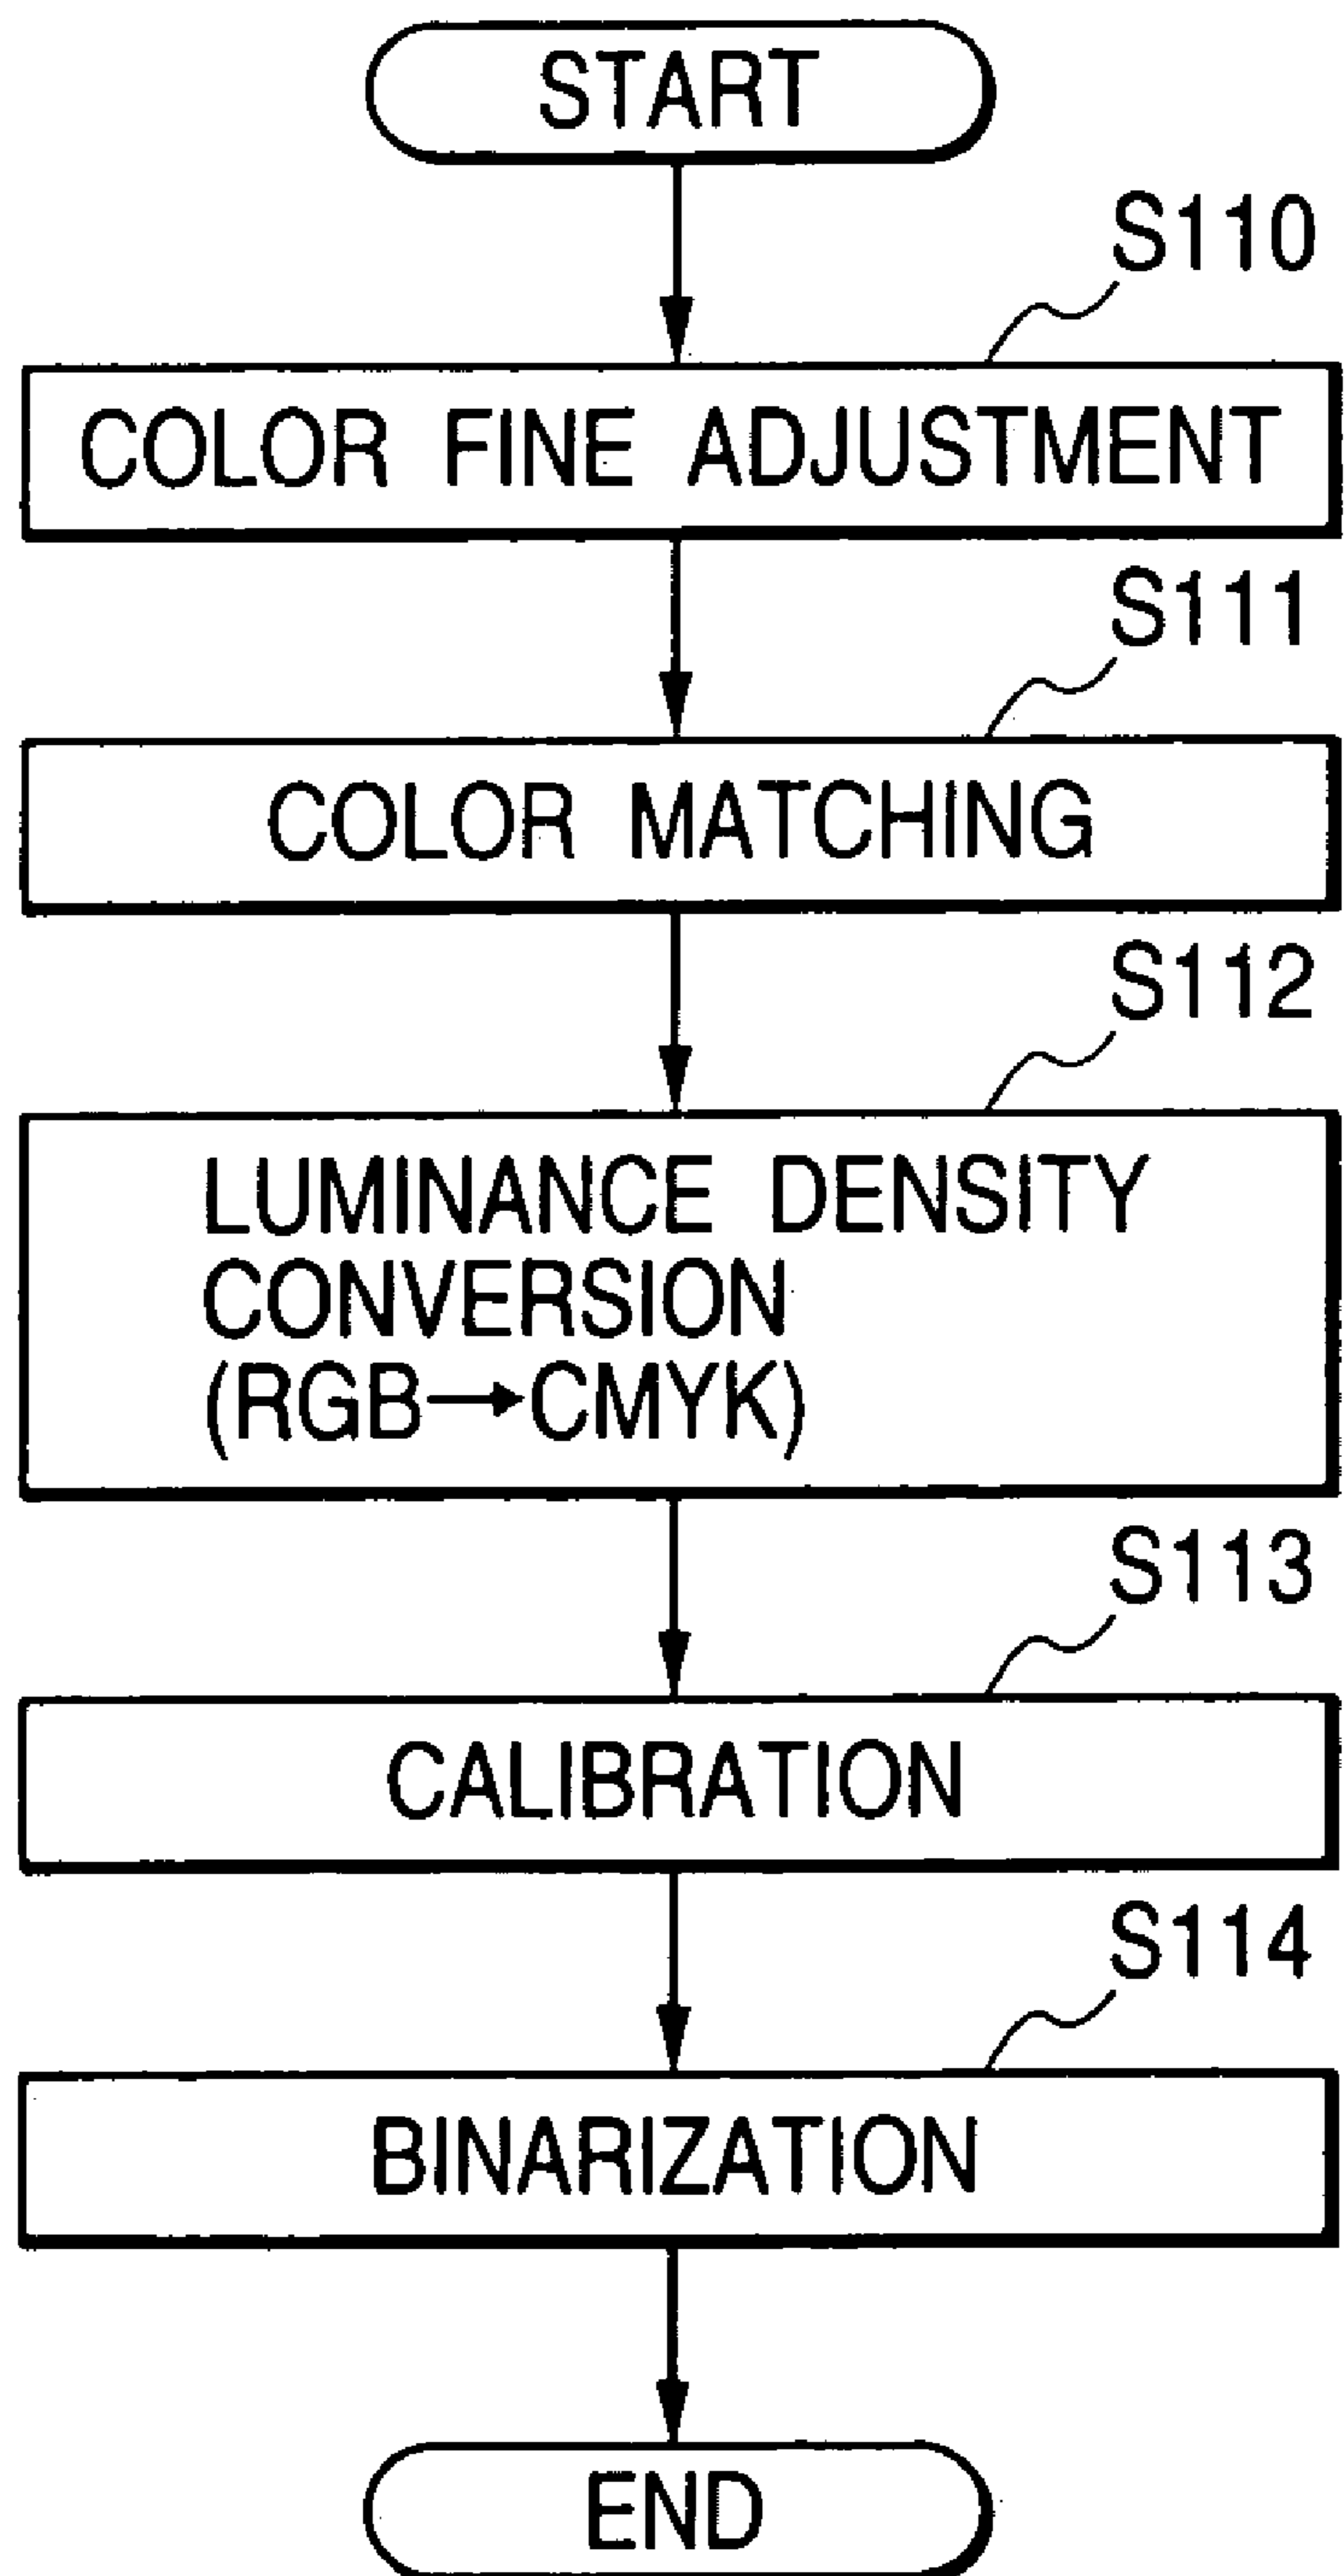 START
S110
COLOR FINE ADJUSTMENT
S111
COLOR MATCHING
S112
LUMINANCE DENSITY
CONVERSION
(RGB→CMYK)
S113
CALIBRATION
S114
BINARIZATION
END